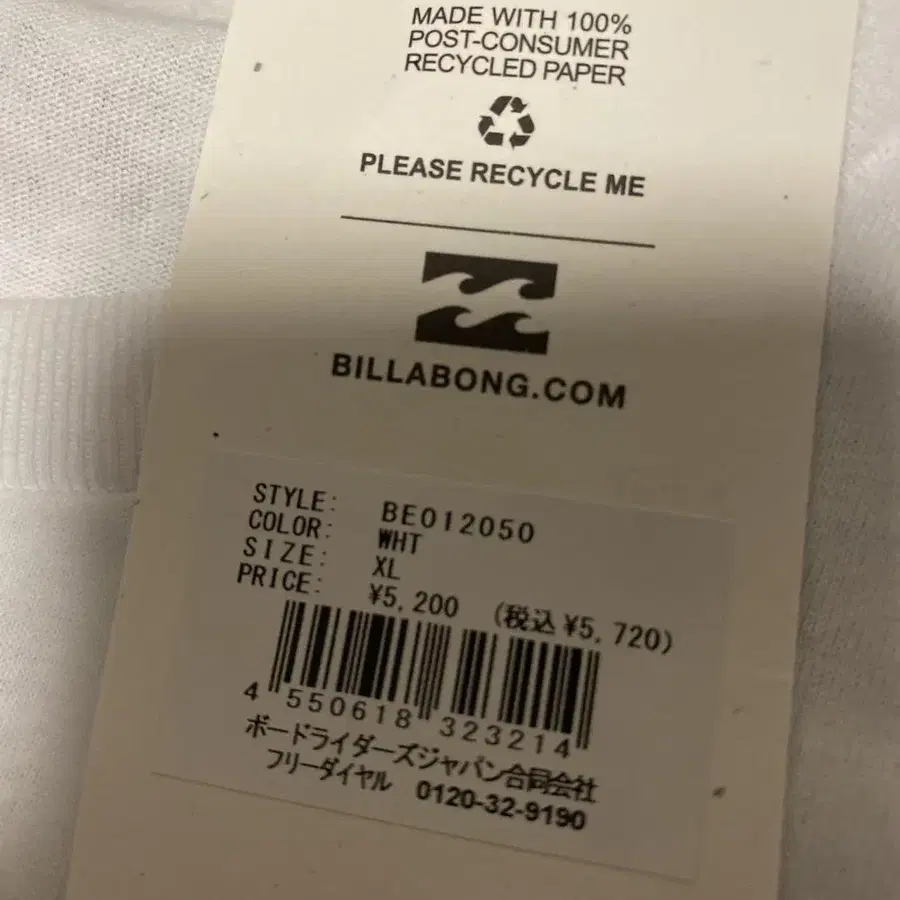 MADE WITH 100%
POST-CONSUMER
RECYCLED PAPER
PLEASE RECYCLE ME
BILLABONG.COM
STYLE: BE012050
COLOR: WHT
SIZE: XL
PRICE: ¥5,200 (税込 ¥5,720)
4 550618 323214
ボードライダーズジャパン合同会社
フリーダイヤル 0120-32-9190